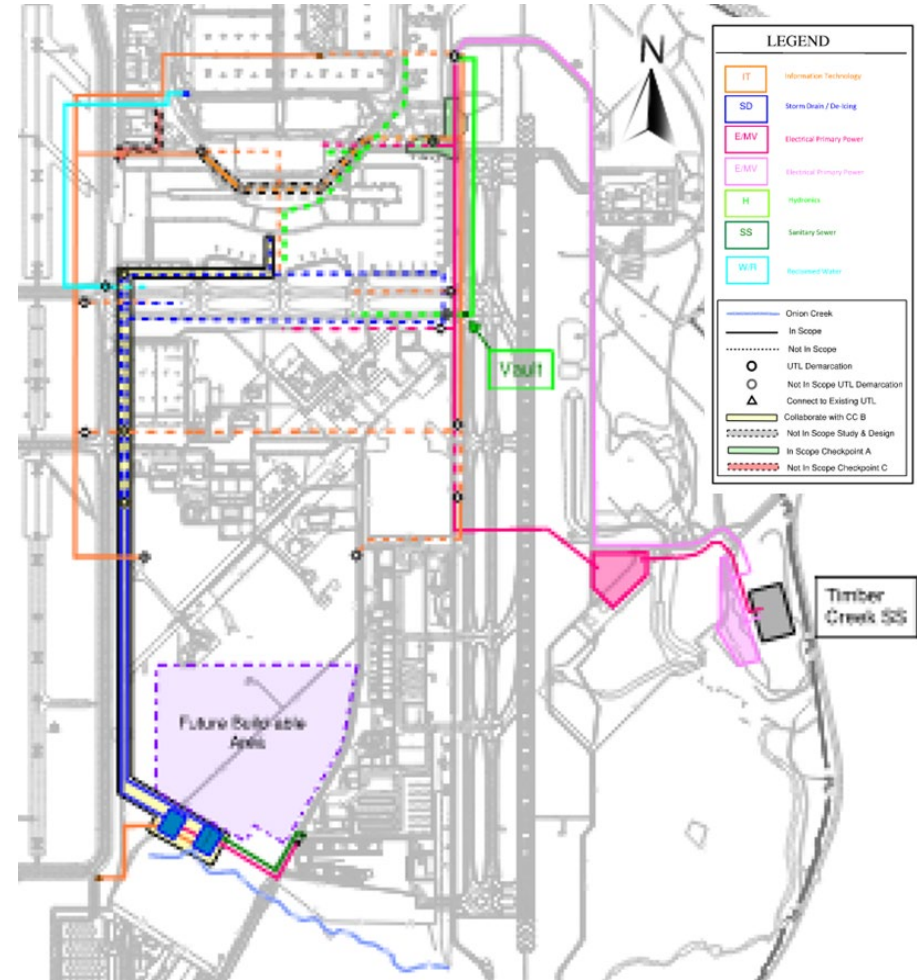 N
LEGEND
IT Information Technology
SD Storm Drain / De-Icing
E/MV Electrical Primary Power
E/MV Electrical Primary Power
H Hydronics
SS Sanitary Sewer
W/R Reclaimed Water
Onion Creek
In Scope
Not In Scope
UTL Demarcation
Not In Scope UTL Demarcation
Connect to Existing UTL
Collaborate with CC B
Not In Scope Study & Design
In Scope Checkpoint A
Not In Scope Checkpoint C
Vault
Timber
Creek SS
Future Buildable
Area